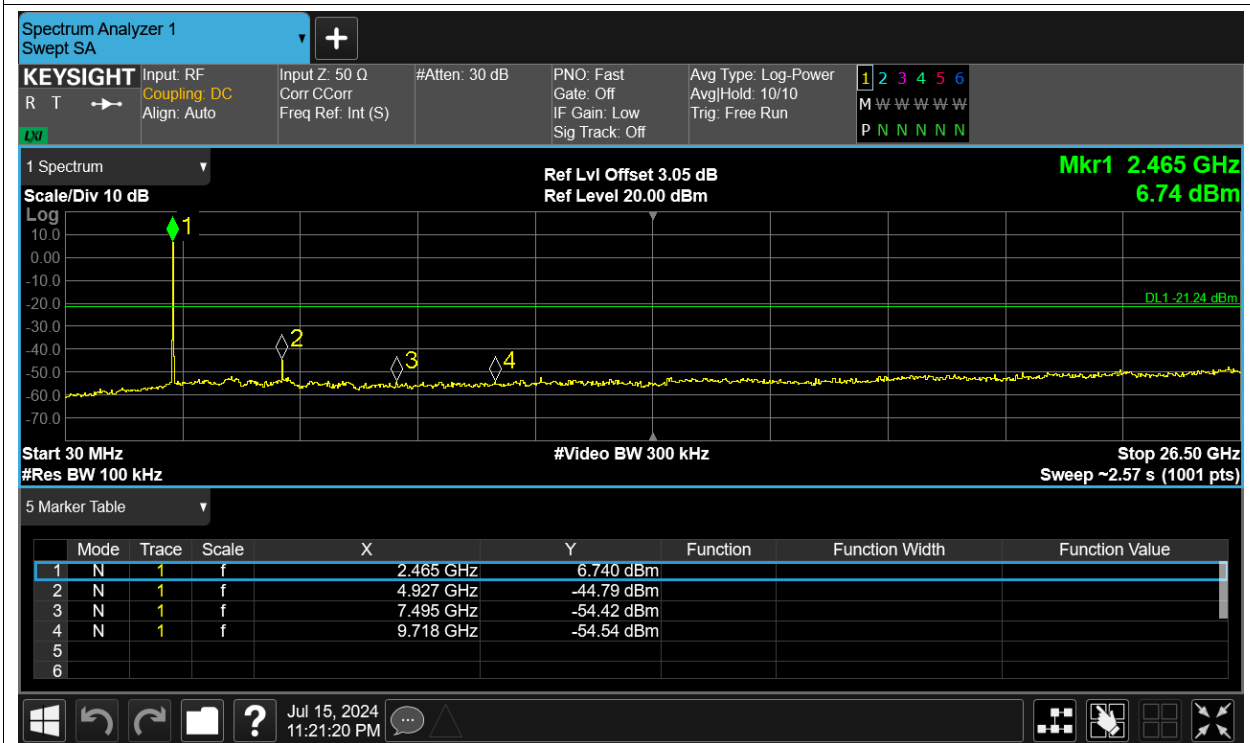 Spectrum Analyzer 1
Swept SA
KEYSIGHT Input: RF Input Z: 50 Ω #Atten: 30 dB PNO: Fast Avg Type: Log-Power 1 2 3 4 5 6
R T Coupling: DC Corr CCorr Gate: Off Avg|Hold: 10/10 M W W W W W
Align: Auto Freq Ref: Int (S) IF Gain: Low Trig: Free Run
LXI Sig Track: Off P N N N N N
1 Spectrum Ref Lvl Offset 3.05 dB Mkr1 2.465 GHz
Scale/Div 10 dB Ref Level 20.00 dBm 6.74 dBm
Log
1
10.0
0.00
-10.0
-20.0
DL1 -21.24 dBm
-30.0
2
-40.0
3 4
-50.0
-60.0
-70.0
Start 30 MHz #Video BW 300 kHz Stop 26.50 GHz
#Res BW 100 kHz Sweep ~2.57 s (1001 pts)
5 Marker Table
Mode Trace Scale X Y Function Function Width Function Value
1 N 1 f 2.465 GHz 6.740 dBm
2 N 1 f 4.927 GHz -44.79 dBm
3 N 1 f 7.495 GHz -54.42 dBm
4 N 1 f 9.718 GHz -54.54 dBm
5
6
? Jul 15, 2024
11:21:20 PM